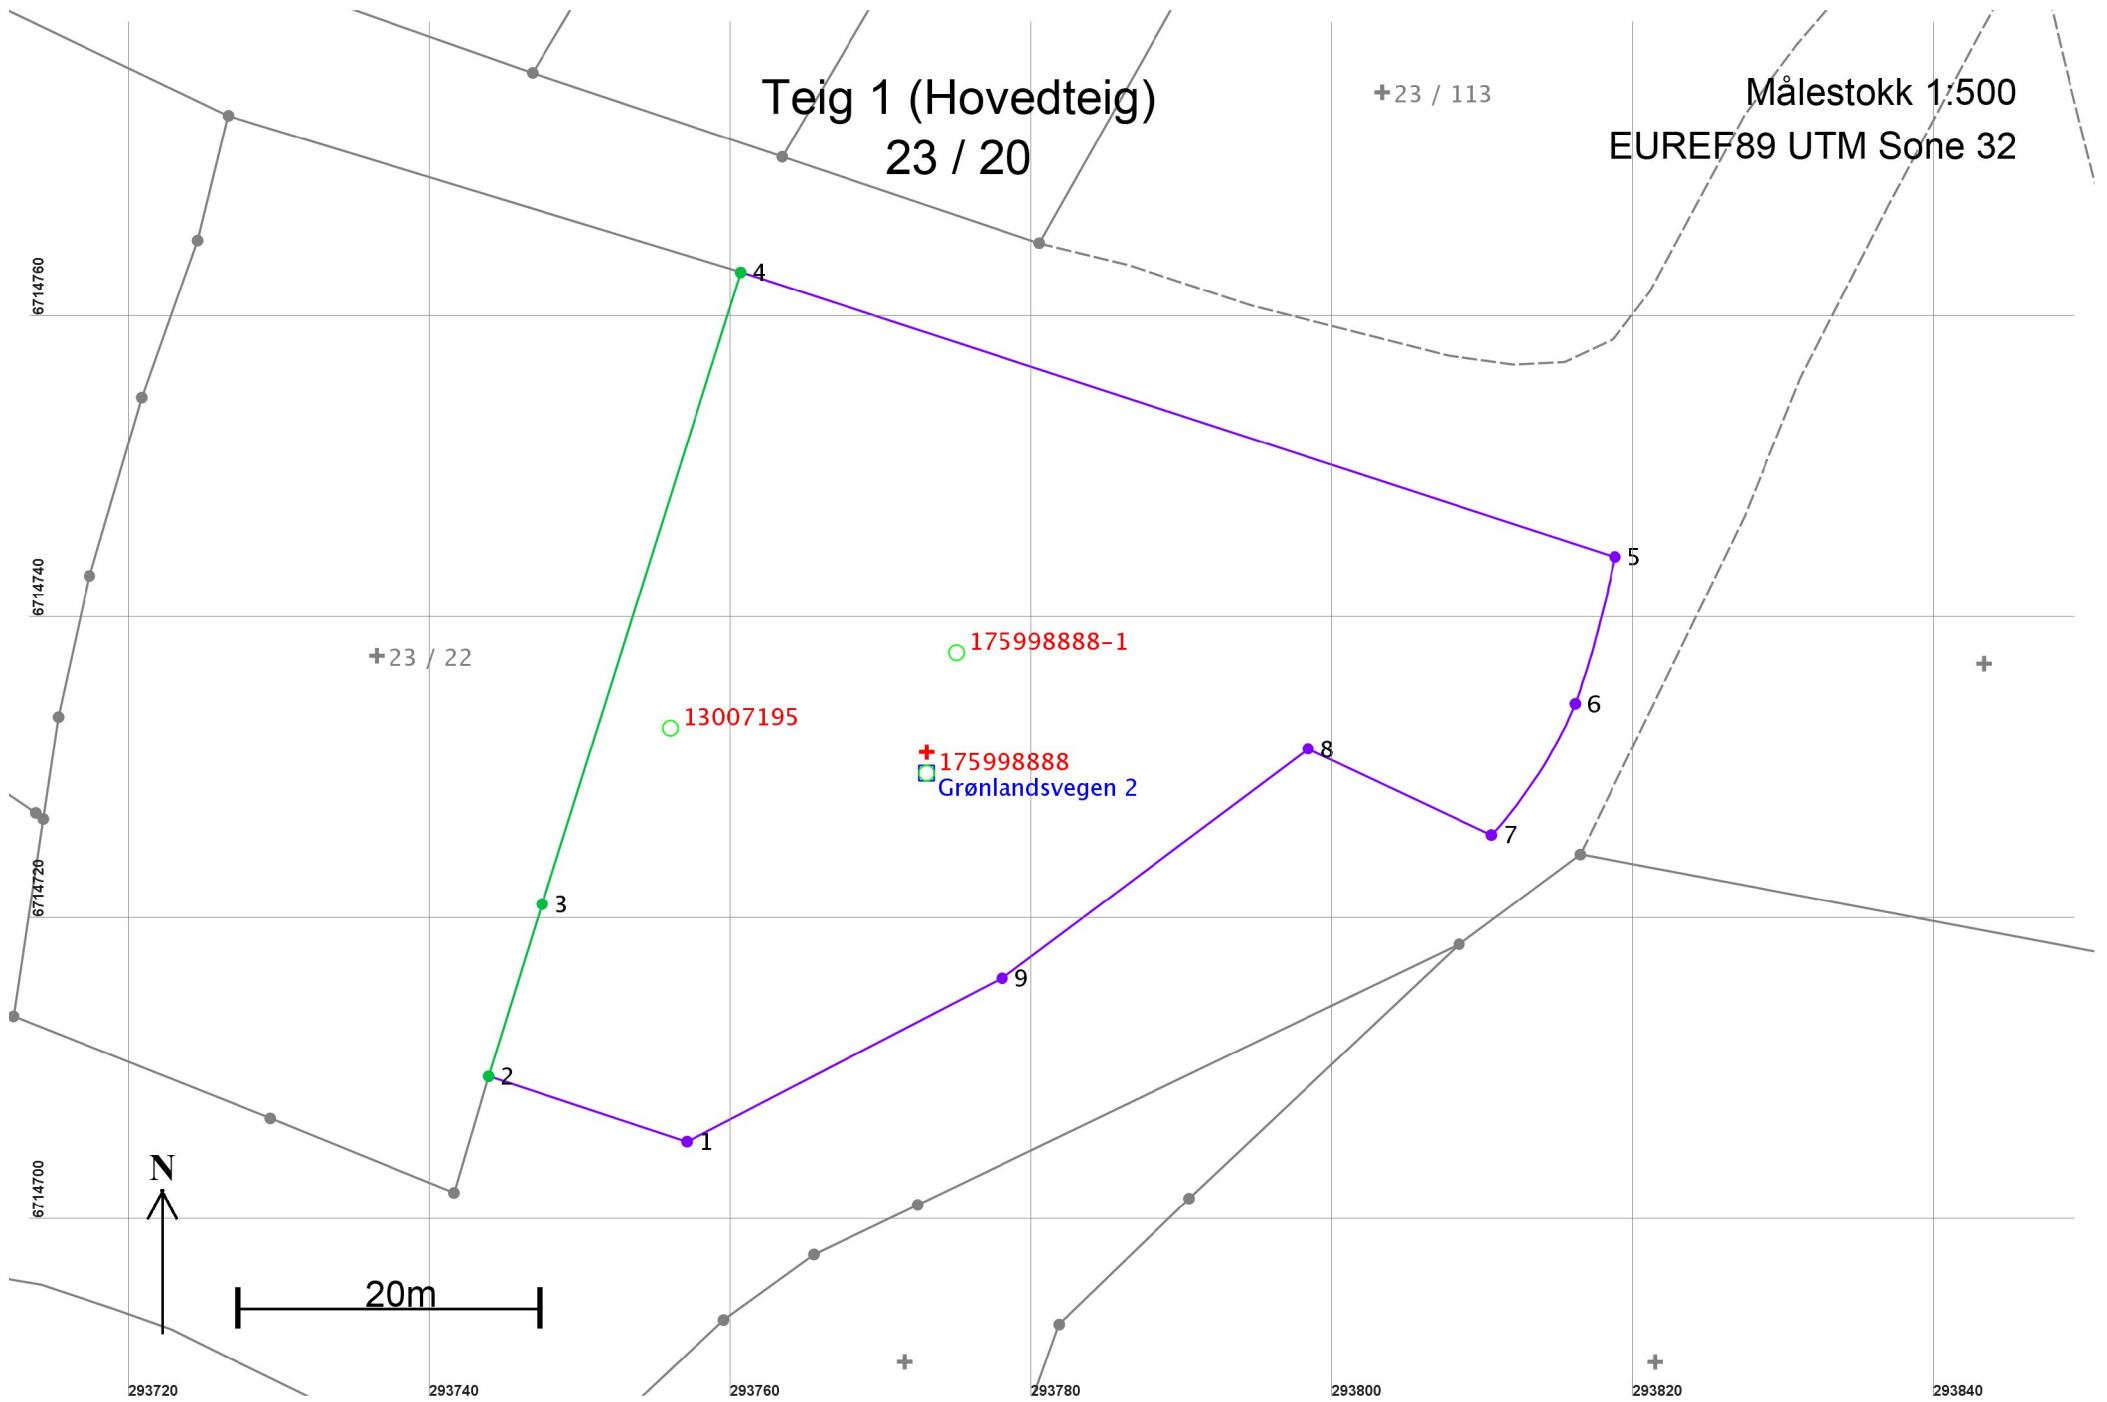 Teig 1 (Hovedteig)
23 / 20
23 / 113
Målestokk 1:500
EUREF89 UTM Sone 32
6714760
4
5
6714740
175998888-1
23 / 22
13007195
6
8
175998888
Grønlandsvegen 2
7
6714720
3
9
2
1
N
6714700
20m
293720
293740
293760
293780
293800
293820
293840